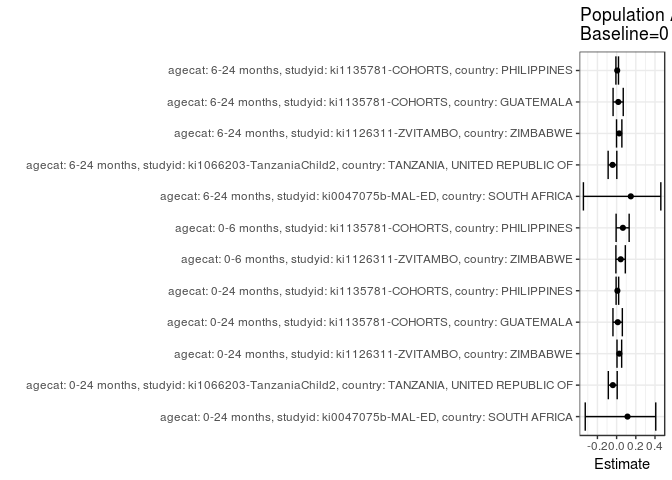 Population
Baseline=0
agecat: 6-24 months, studyid: ki1135781-COHORTS, country: PHILIPPINES
agecat: 6-24 months, studyid: ki1135781-COHORTS, country: GUATEMALA
agecat: 6-24 months, studyid: ki1126311-ZVITAMBO, country: ZIMBABWE
agecat: 6-24 months, studyid: ki1066203-TanzaniaChild2, country: TANZANIA, UNITED REPUBLIC OF
agecat: 6-24 months, studyid: ki0047075b-MAL-ED, country: SOUTH AFRICA
agecat: 0-6 months, studyid: ki1135781-COHORTS, country: PHILIPPINES
agecat: 0-6 months, studyid: ki1126311-ZVITAMBO, country: ZIMBABWE
agecat: 0-24 months, studyid: ki1135781-COHORTS, country: PHILIPPINES
agecat: 0-24 months, studyid: ki1135781-COHORTS, country: GUATEMALA
agecat: 0-24 months, studyid: ki1126311-ZVITAMBO, country: ZIMBABWE
agecat: 0-24 months, studyid: ki1066203-TanzaniaChild2, country: TANZANIA, UNITED REPUBLIC OF
agecat: 0-24 months, studyid: ki0047075b-MAL-ED, country: SOUTH AFRICA
-0.2 0.0 0.2 0.4
Estimate